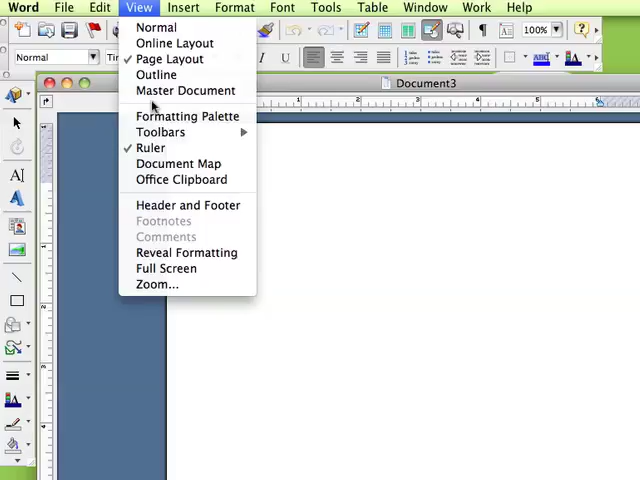 Word File Edit View Insert Format Font Tools Table Window Work Help
100%
Normal
Document3
Normal
Online Layout
✓ Page Layout
Outline
Master Document
Formatting Palette
Toolbars
✓ Ruler
Document Map
Office Clipboard
Header and Footer
Footnotes
Comments
Reveal Formatting
Full Screen
Zoom...